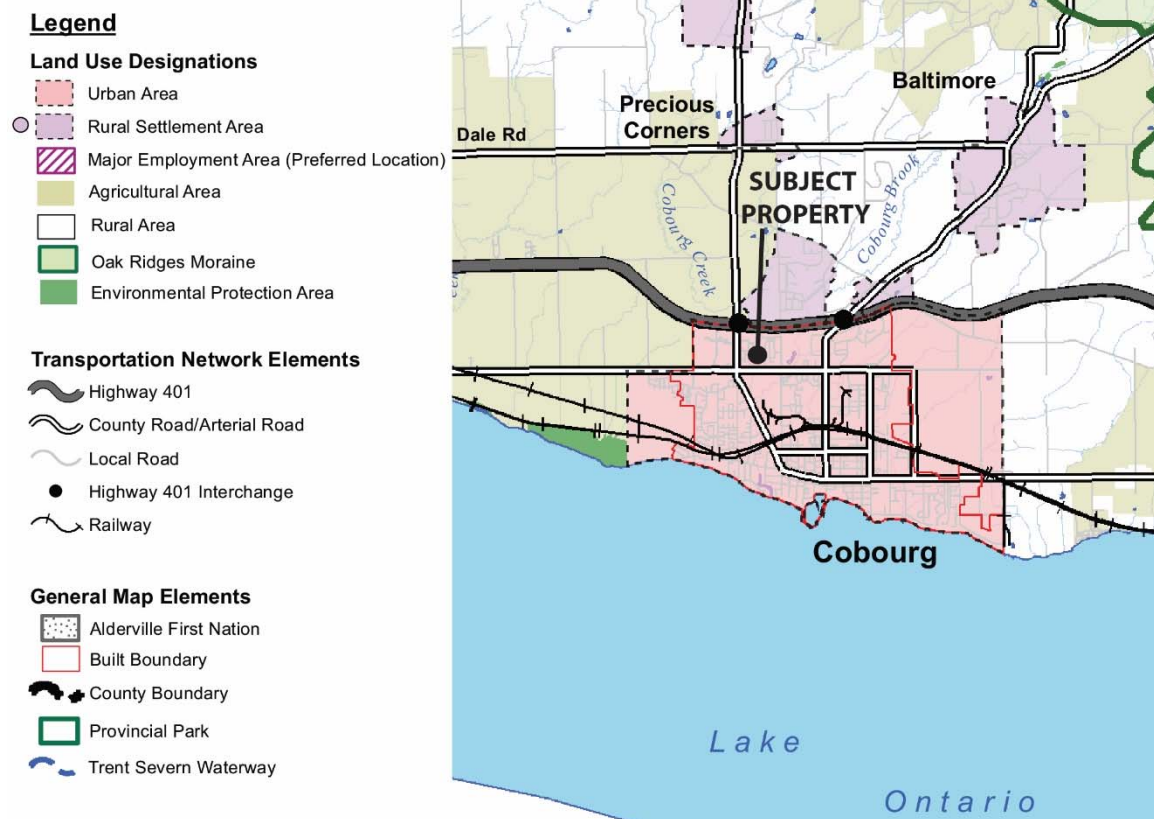 Legend
Land Use Designations
Urban Area
Rural Settlement Area
Major Employment Area (Preferred Location)
Agricultural Area
Rural Area
Oak Ridges Moraine
Environmental Protection Area
Transportation Network Elements
Highway 401
County Road/Arterial Road
Local Road
Highway 401 Interchange
Railway
General Map Elements
Alderville First Nation
Built Boundary
County Boundary
Provincial Park
Trent Severn Waterway
Baltimore
Precious
Corners
Dale Rd
SUBJECT
PROPERTY
Cobourg Creek
Cobourg Brook
Cobourg
Lake
Ontario